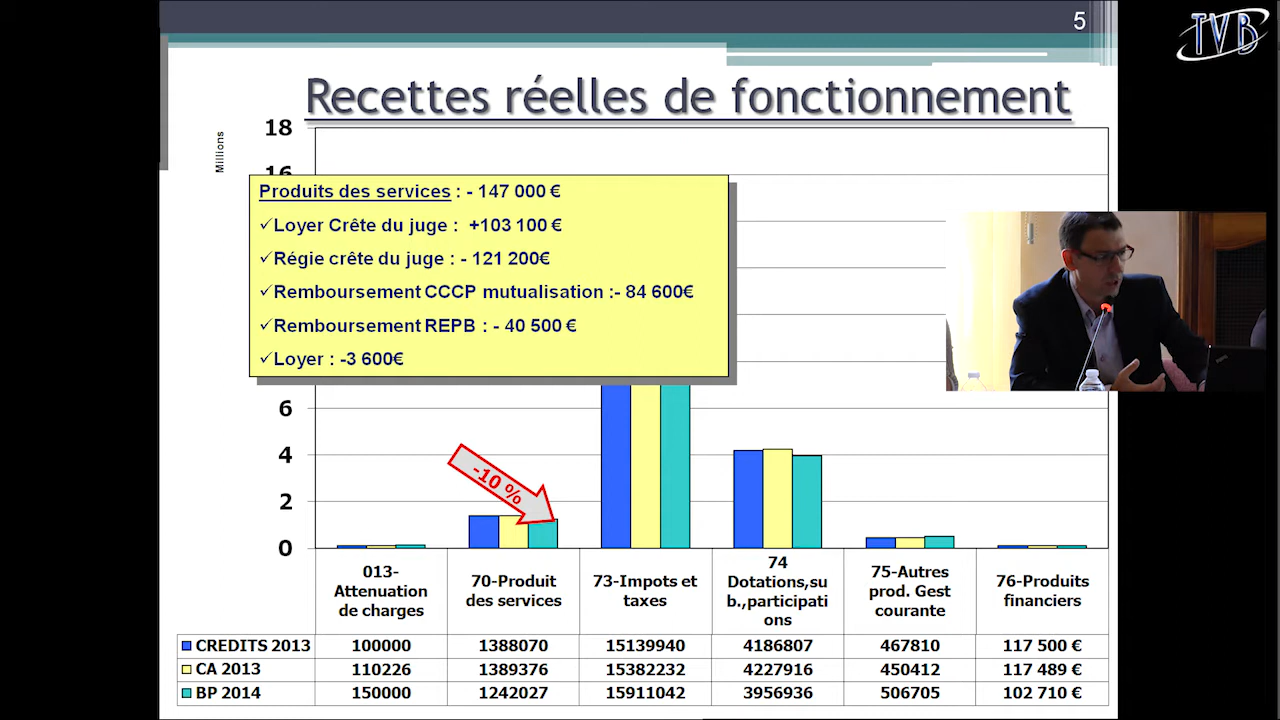 5
TVB
Recettes réelles de fonctionnement
Millions
18
16
Produits des services : - 147 000 €
✓Loyer Crête du juge : +103 100 €
✓Régie crête du juge : - 121 200€
✓Remboursement CCCP mutualisation :- 84 600€
✓Remboursement REPB : - 40 500 €
✓Loyer : -3 600€
6
4
2
0
-10 %
013-
Attenuation
de charges
70-Produit
des services
73-Impots et
taxes
74
Dotations,su
b.,participati
ons
75-Autres
prod. Gest
courante
76-Produits
financiers
CREDITS 2013 100000 1388070 15139940 4186807 467810 117 500 €
CA 2013 110226 1389376 15382232 4227916 450412 117 489 €
BP 2014 150000 1242027 15911042 3956936 506705 102 710 €